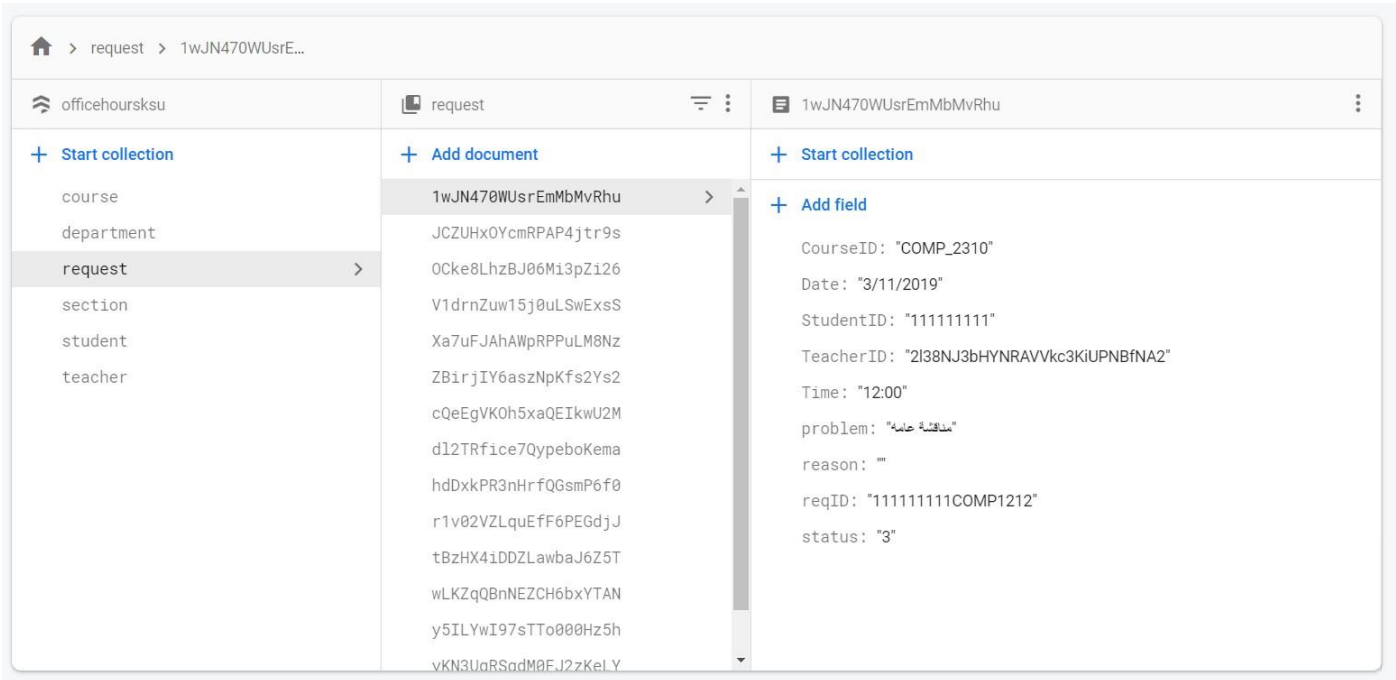 request > 1wJN470WUsrE...
officehoursksu
Start collection
course
department
request
section
student
teacher
request
Add document
1wJN470WUsrEmMbMvRhu
JCZUHxOYcmRPAP4jtr9s
OCke8LhzBJ06Mi3pZi26
V1drnZuw15j0uLSwExsS
Xa7uFJAhAWpRPPuLM8Nz
ZBirjIY6aszNpKfs2Ys2
cQeEgVKOh5xaQEIkwU2M
dl2TRfice7QypeboKema
hdDxkPR3nHrfQGsmP6f0
r1v02VZLquEfF6PEGdjJ
tBzHX4iDDZLawbaJ6Z5T
wLKZqQBnNEZCH6bxYTAN
y5ILYwI97sTTo000Hz5h
1wJN470WUsrEmMbMvRhu
Start collection
Add field
CourseID: "COMP_2310"
Date: "3/11/2019"
StudentID: "111111111"
TeacherID: "2l38NJ3bHYNRAVVkc3KiUPNBfNA2"
Time: "12:00"
problem: "مناقشة عامه"
reason: ""
reqID: "111111111COMP1212"
status: "3"